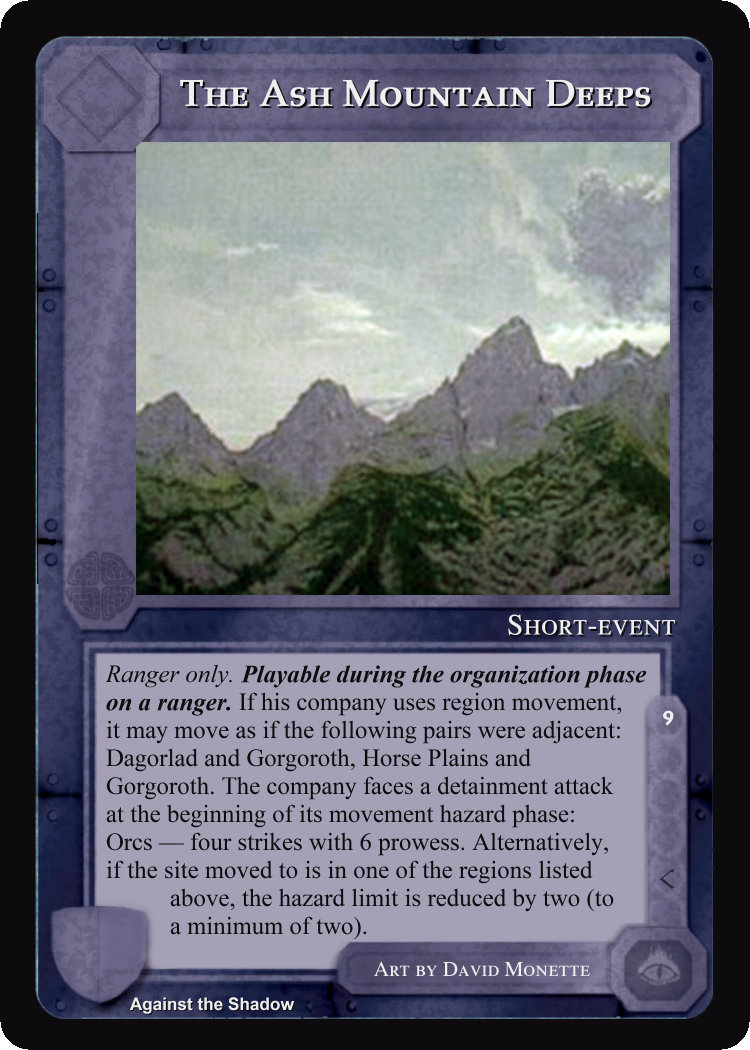 The Ash Mountain Deeps
Short-event
Ranger only. Playable during the organization phase
on a ranger. If his company uses region movement,
it may move as if the following pairs were adjacent:
Dagorlad and Gorgoroth, Horse Plains and
Gorgoroth. The company faces a detainment attack
at the beginning of its movement hazard phase:
Orcs — four strikes with 6 prowess. Alternatively,
if the site moved to is in one of the regions listed
above, the hazard limit is reduced by two (to
a minimum of two).
9
Art by David Monette
Against the Shadow